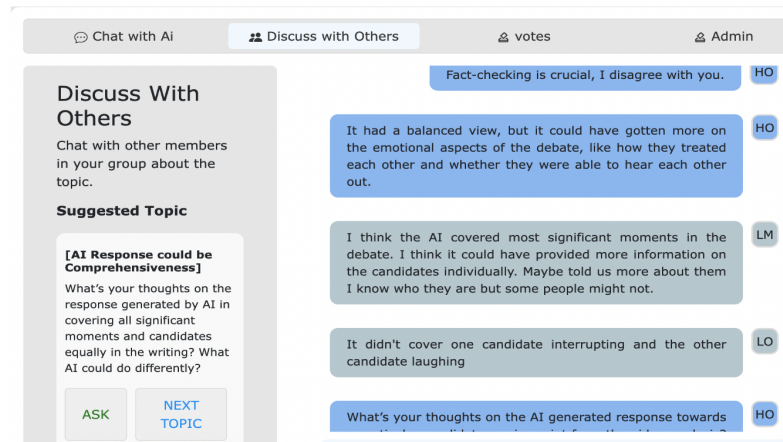 Chat with Ai
Discuss with Others
votes
Admin
Discuss With
Others
Chat with other members
in your group about the
topic.
Suggested Topic
[AI Response could be
Comprehensiveness]
What's your thoughts on the
response generated by AI in
covering all significant
moments and candidates
equally in the writing? What
AI could do differently?
ASK
NEXT
TOPIC
Fact-checking is crucial, I disagree with you.
HO
It had a balanced view, but it could have gotten more on
the emotional aspects of the debate, like how they treated
each other and whether they were able to hear each other
out.
HO
I think the AI covered most significant moments in the
debate. I think it could have provided more information on
the candidates individually. Maybe told us more about them
I know who they are but some people might not.
LM
It didn't cover one candidate interrupting and the other
candidate laughing
LO
What's your thoughts on the AI generated response towards
HO